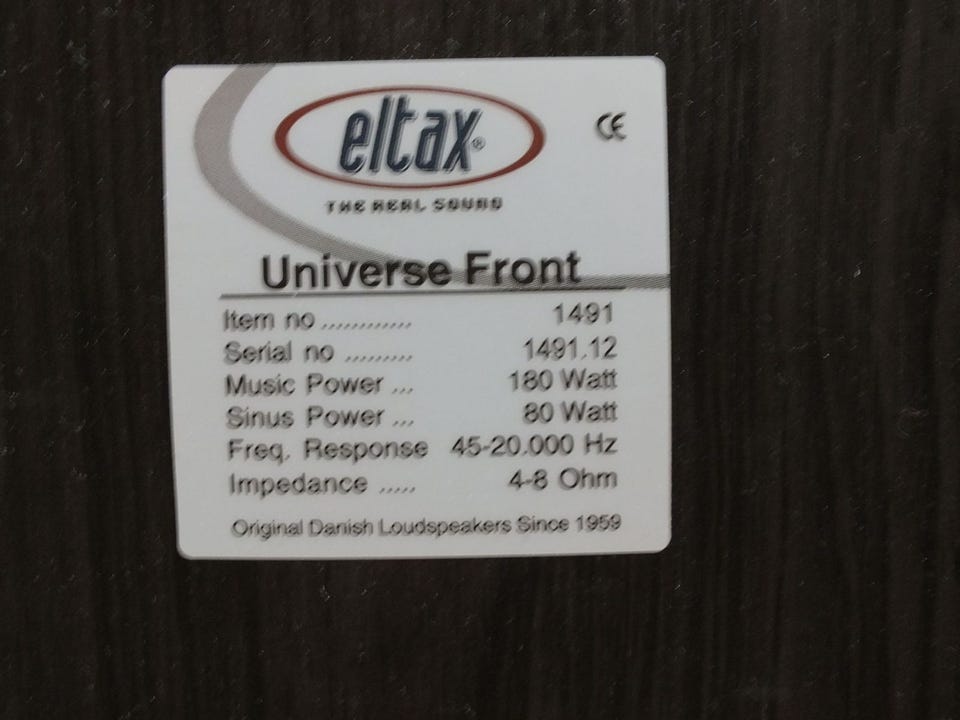 eltax®
CE
THE REAL SOUND
Universe Front
Item no ............ 1491
Serial no ......... 1491.12
Music Power ... 180 Watt
Sinus Power ... 80 Watt
Freq. Response 45-20.000 Hz
Impedance ..... 4-8 Ohm
Original Danish Loudspeakers Since 1959